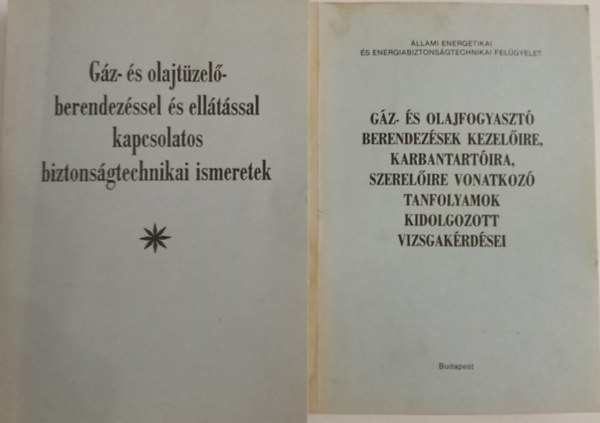 Gáz- és olajtüzelő-
berendezéssel és ellátással
kapcsolatos
biztonságtechnikai ismeretek
ÁLLAMI ENERGETIKAI
ÉS ENERGIABIZTONSÁGTECHNIKAI FELÜGYELET
GÁZ- ÉS OLAJFOGYASZTÓ
BERENDEZÉSEK KEZELŐIRE,
KARBANTARTÓIRA,
SZERELŐIRE VONATKOZÓ
TANFOLYAMOK
KIDOLGOZOTT
VIZSGAKÉRDÉSEI
Budapest